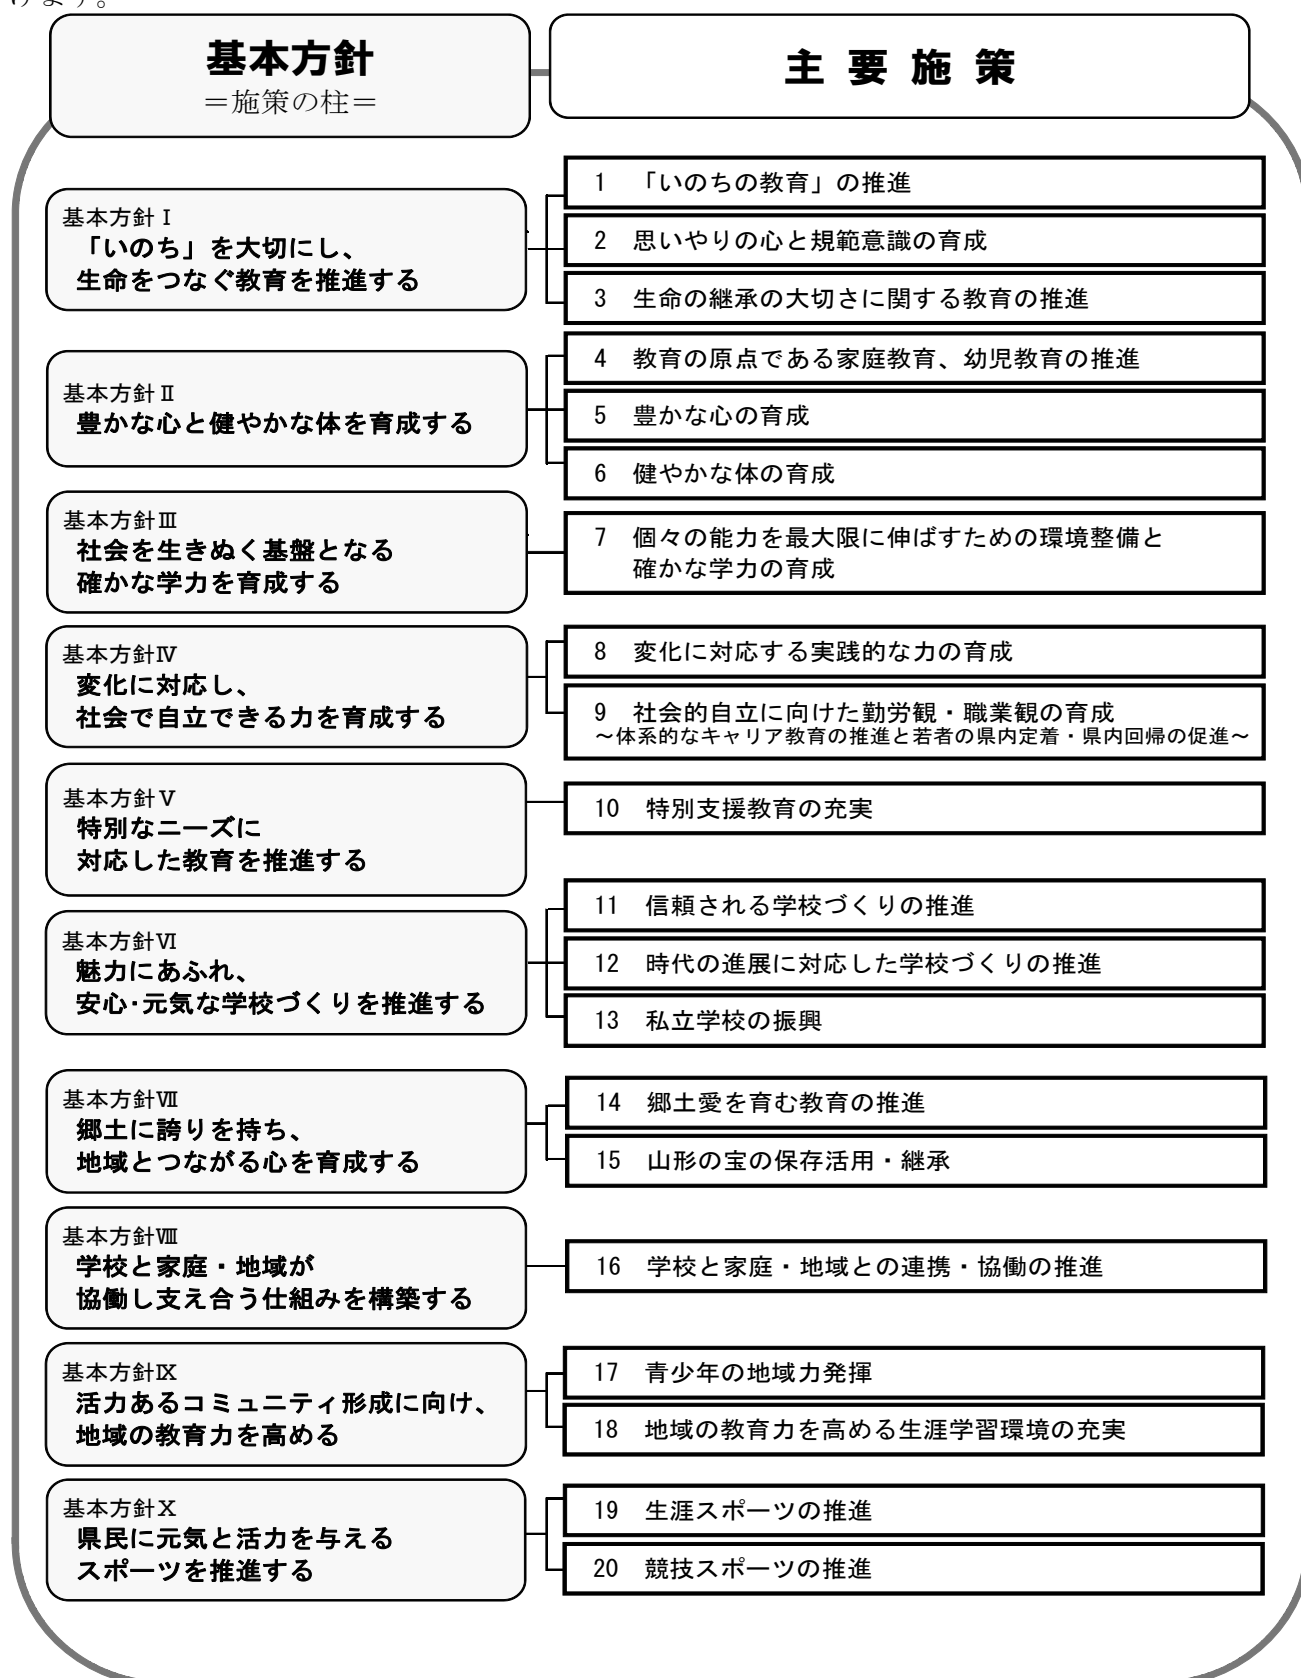 けます。
基本方針
＝施策の柱＝
主要施策
基本方針Ⅰ
「いのち」を大切にし、
生命をつなぐ教育を推進する
1 「いのちの教育」の推進
2 思いやりの心と規範意識の育成
3 生命の継承の大切さに関する教育の推進
基本方針Ⅱ
豊かな心と健やかな体を育成する
4 教育の原点である家庭教育、幼児教育の推進
5 豊かな心の育成
6 健やかな体の育成
基本方針Ⅲ
社会を生きぬく基盤となる
確かな学力を育成する
7 個々の能力を最大限に伸ばすための環境整備と
確かな学力の育成
基本方針Ⅳ
変化に対応し、
社会で自立できる力を育成する
8 変化に対応する実践的な力の育成
9 社会的自立に向けた勤労観・職業観の育成
～体系的なキャリア教育の推進と若者の県内定着・県内回帰の促進～
基本方針Ⅴ
特別なニーズに
対応した教育を推進する
10 特別支援教育の充実
基本方針Ⅵ
魅力にあふれ、
安心・元気な学校づくりを推進する
11 信頼される学校づくりの推進
12 時代の進展に対応した学校づくりの推進
13 私立学校の振興
基本方針Ⅶ
郷土に誇りを持ち、
地域とつながる心を育成する
14 郷土愛を育む教育の推進
15 山形の宝の保存活用・継承
基本方針Ⅷ
学校と家庭・地域が
協働し支え合う仕組みを構築する
16 学校と家庭・地域との連携・協働の推進
基本方針Ⅸ
活力あるコミュニティ形成に向け、
地域の教育力を高める
17 青少年の地域力発揮
18 地域の教育力を高める生涯学習環境の充実
基本方針Ⅹ
県民に元気と活力を与える
スポーツを推進する
19 生涯スポーツの推進
20 競技スポーツの推進